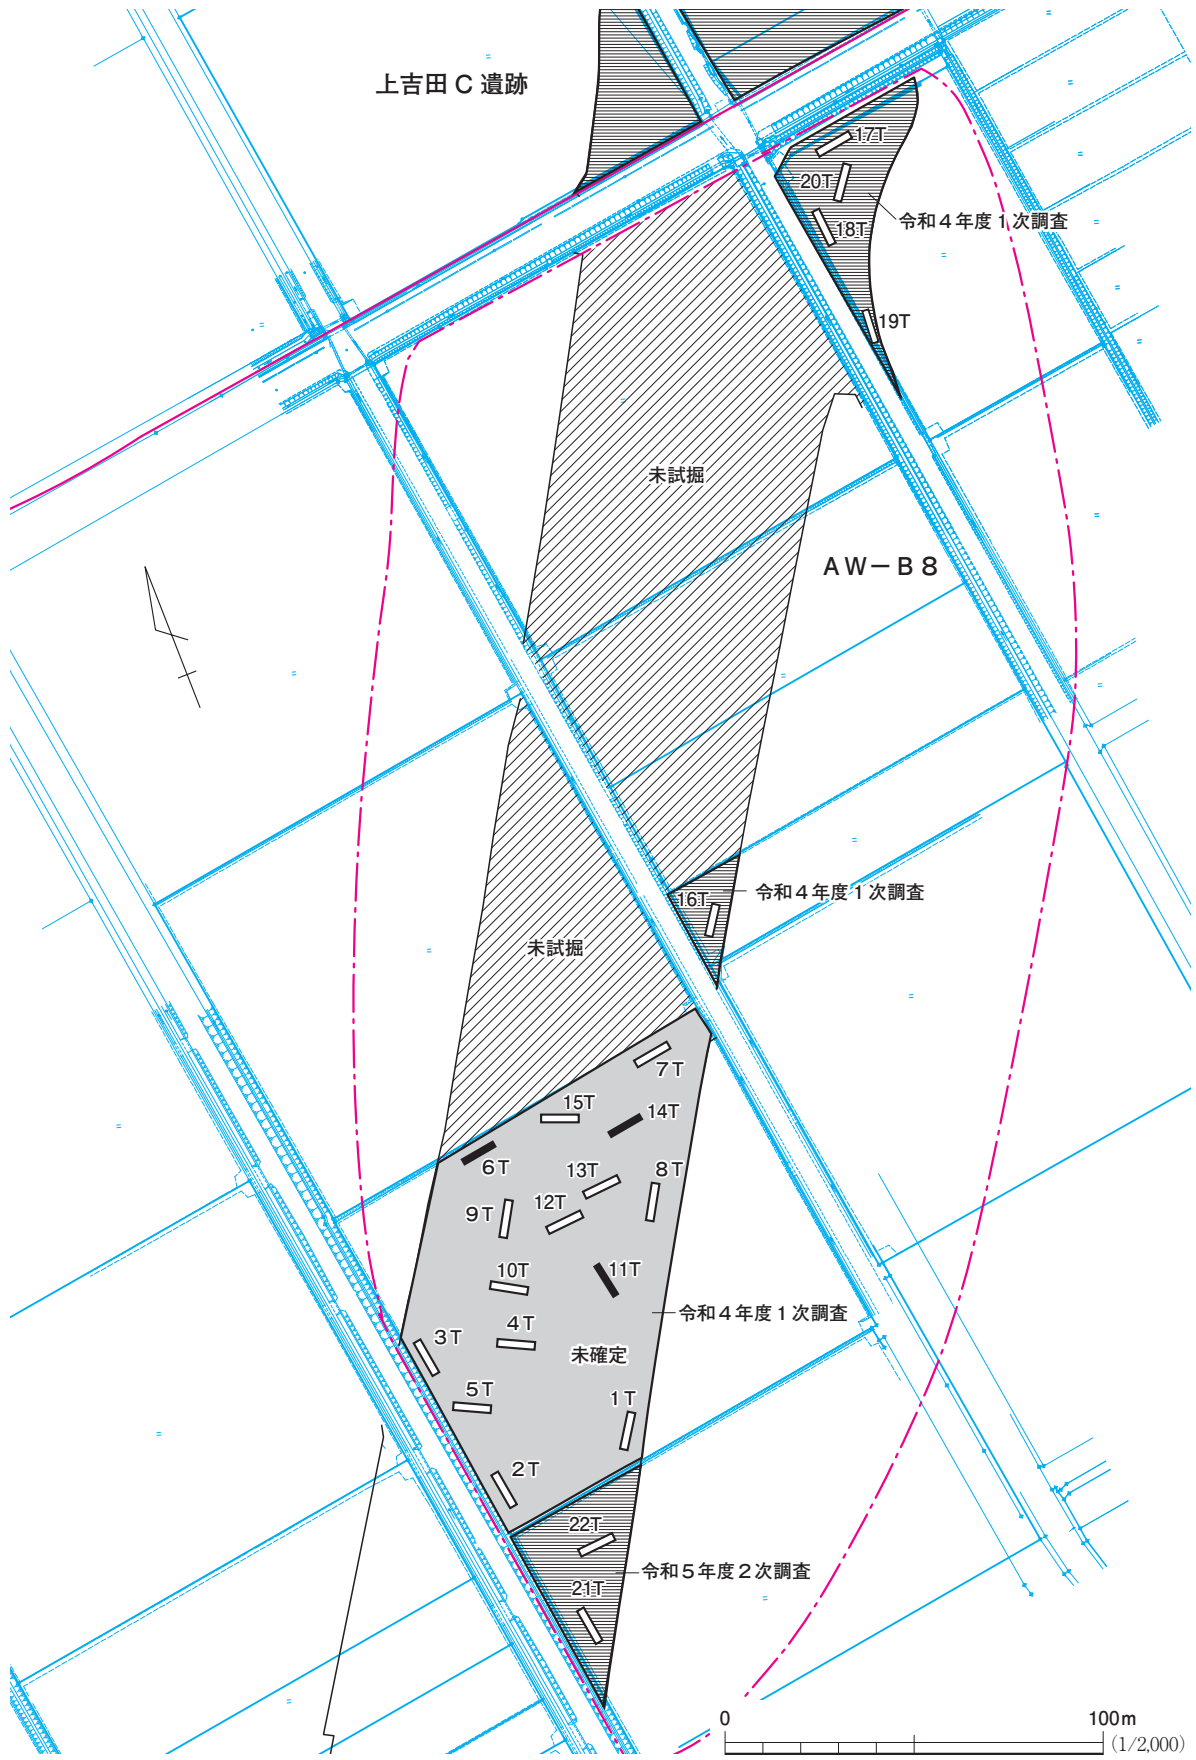 上吉田 C 遺跡
17T
20T
令和４年度１次調査
18T
19T
未試掘
ＡＷ－Ｂ８
令和４年度１次調査
16T
未試掘
７T
15T
14T
６T
13T
８T
９T
12T
10T
11T
令和４年度１次調査
４T
３T
未確定
５T
１T
２T
22T
令和５年度２次調査
21T
0
100m
(1/2,000)